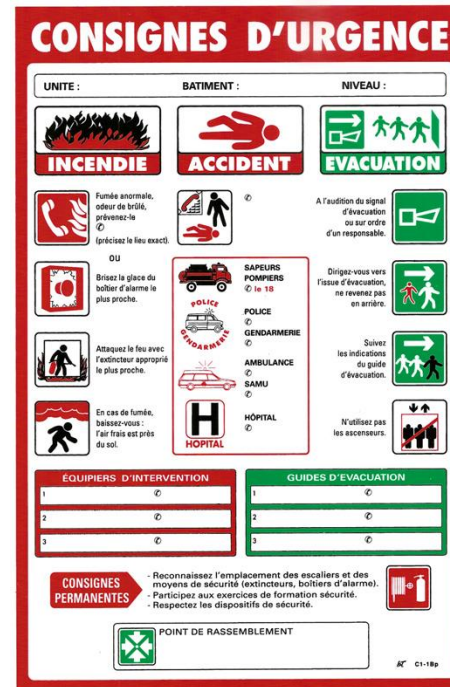 CONSIGNES D'URGENCE
UNITE : BATIMENT : NIVEAU :
INCENDIE
Fumée anormale,
odeur de brûlé,
prévenez-le
✆
(précisez le lieu exact).
OU
Brisez la glace du
boîtier d'alarme le
plus proche.
Attaquez le feu avec
l'extincteur approprié
le plus proche.
En cas de fumée,
baissez-vous :
l'air frais est près
du sol.
ACCIDENT
✆
SAPEURS
POMPIERS
✆ le 18
POLICE
GENDARMERIE
POLICE
✆
GENDARMERIE
✆
AMBULANCE
✆
SAMU
✆
H
HOPITAL
HÔPITAL
✆
EVACUATION
A l'audition du signal
d'évacuation
ou sur ordre
d'un responsable.
Dirigez-vous vers
l'issue d'évacuation,
ne revenez pas
en arrière.
Suivez
les indications
du guide
d'évacuation.
N'utilisez pas
les ascenseurs.
ÉQUIPIERS D'INTERVENTION
1 ✆
2 ✆
3 ✆
GUIDES D'EVACUATION
1 ✆
2 ✆
3 ✆
CONSIGNES
PERMANENTES
- Reconnaissez l'emplacement des escaliers et des
moyens de sécurité (extincteurs, boîtiers d'alarme).
- Participez aux exercices de formation sécurité.
- Respectez les dispositifs de sécurité.
POINT DE RASSEMBLEMENT
C1-1Bp